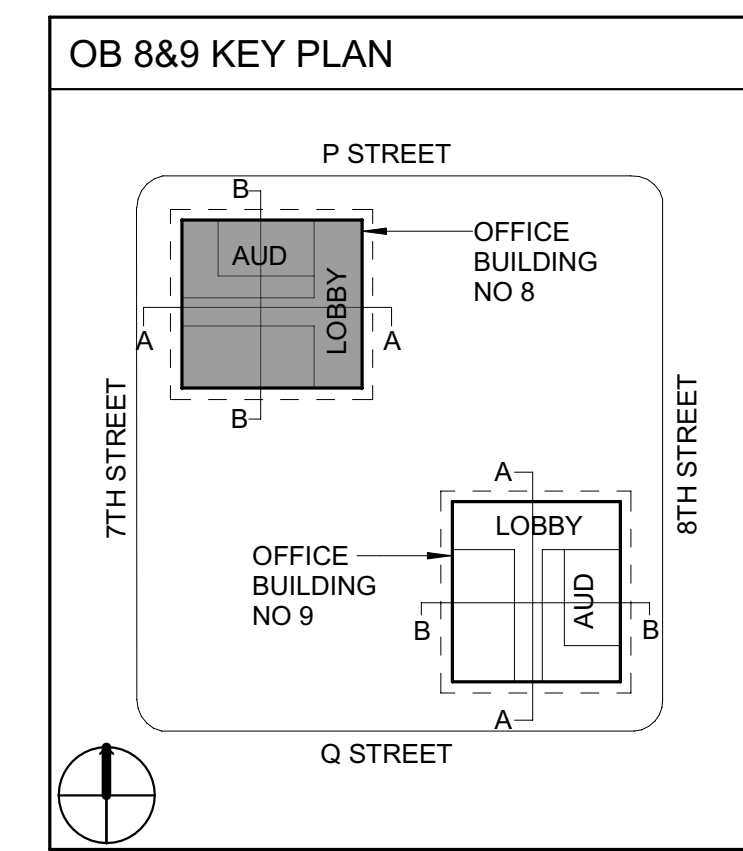 OB 8&9 KEY PLAN
P STREET
B
AUD
OFFICE
BUILDING
NO 8
LOBBY
A
A
B
7TH STREET
8TH STREET
A
LOBBY
OFFICE
BUILDING
NO 9
AUD
B
B
A
Q STREET